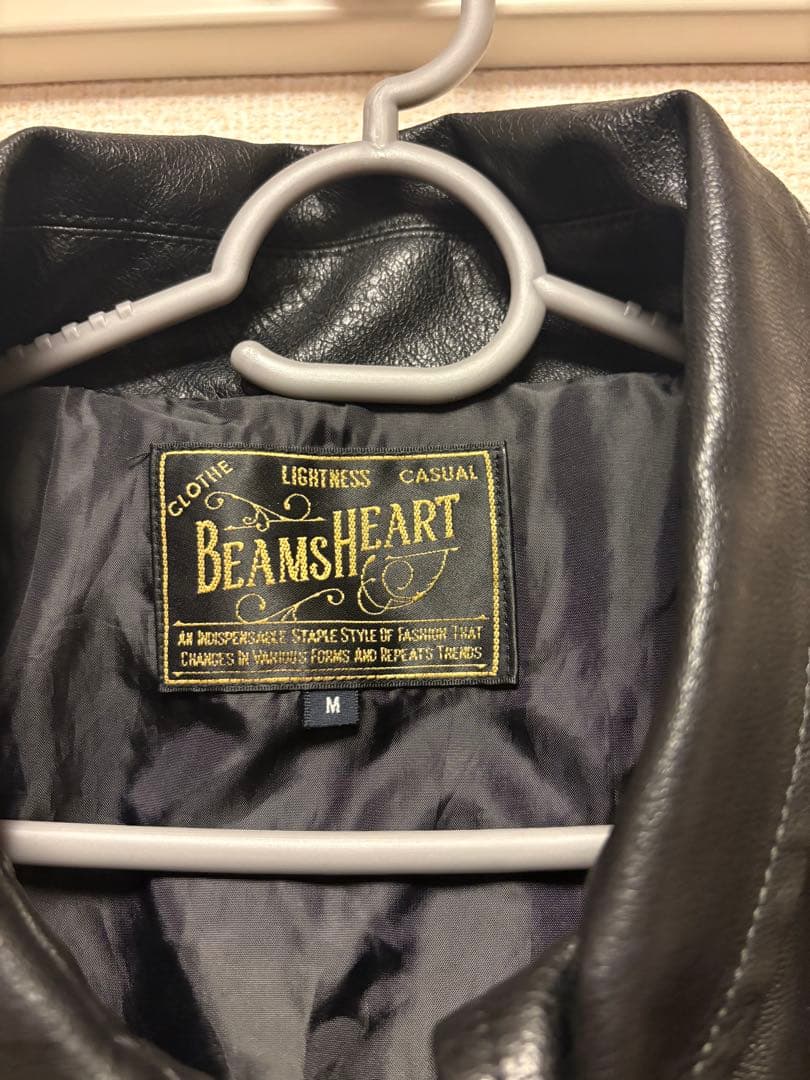 CLOTHE LIGHTNESS CASUAL
BEAMSHEART
AN INDISPENSABLE STAPLE STYLE OF FASHION THAT
CHANGES IN VARIOUS FORMS AND REPEATS TRENDS
M